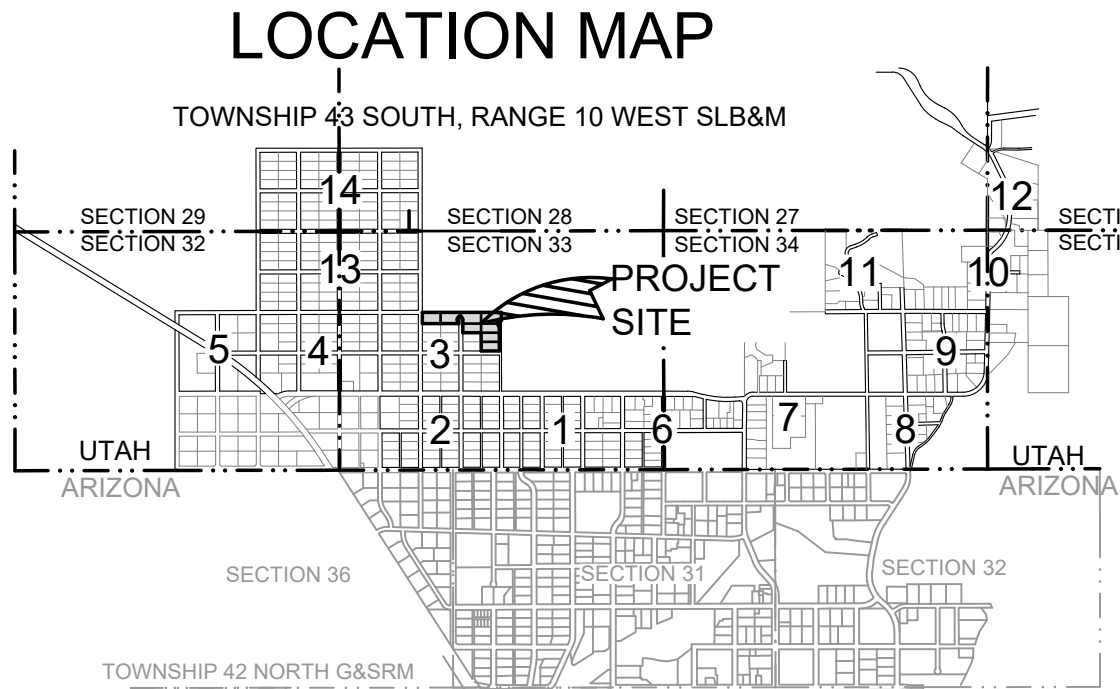 LOCATION MAP
TOWNSHIP 43 SOUTH, RANGE 10 WEST SLB&M
14
12
SECTION 29
SECTION 28
SECTION 27
SECTI
SECTION 32
SECTION 33
SECTION 34
SECTI
13
11
10
PROJECT
SITE
5
4
3
9
2
1
6
7
8
UTAH
UTAH
ARIZONA
ARIZONA
SECTION 36
SECTION 31
SECTION 32
TOWNSHIP 42 NORTH G&SRM